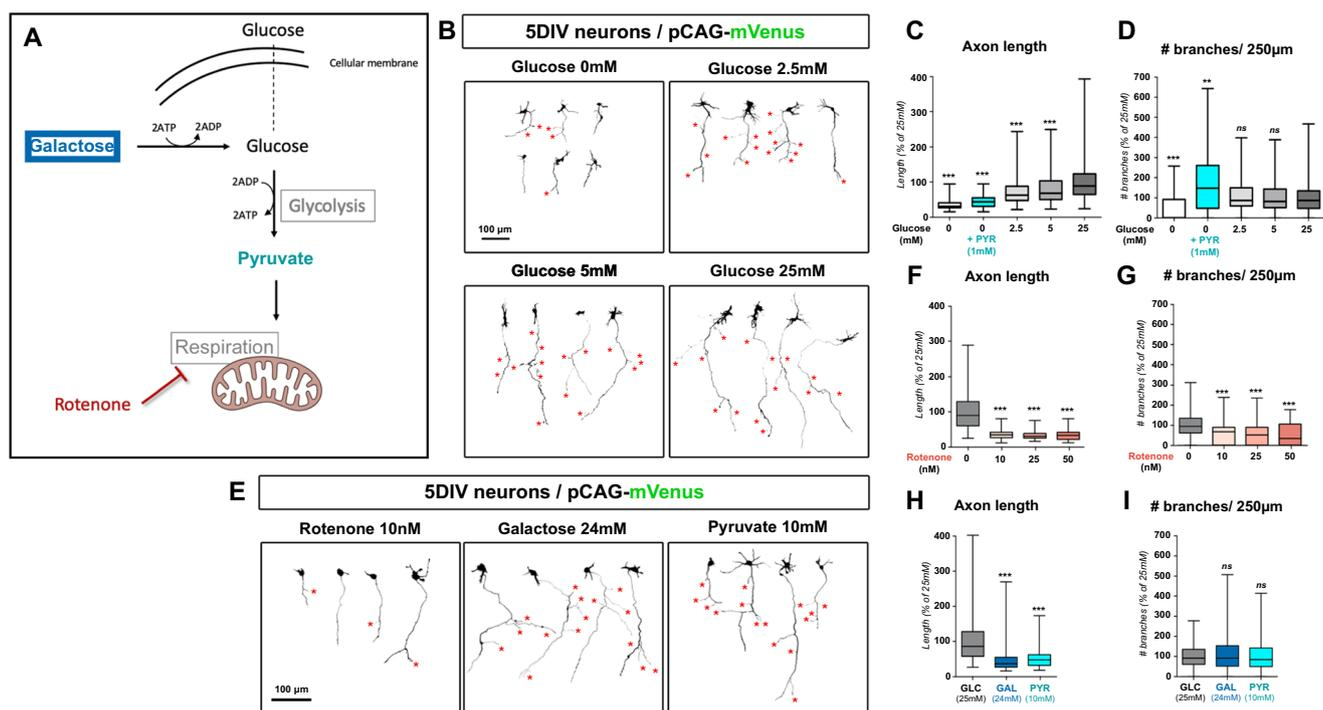 A
Glucose
Cellular membrane
2ATP 2ADP
Galactose
Glucose
2ADP
2ATP
Glycolysis
Pyruvate
Respiration
Rotenone
B
5DIV neurons / pCAG-mVenus
Glucose 0mM
Glucose 2.5mM
100 µm
Glucose 5mM
Glucose 25mM
C
Axon length
Length (% of 25mM)
400
300
200
100
0
*** *** *** ***
Glucose (mM)
0 0 2.5 5 25
+ PYR
(1mM)
D
# branches/ 250µm
# branches (% of 25mM)
700
600
500
400
300
200
100
0
*** ** ns ns
Glucose (mM)
0 0 2.5 5 25
+ PYR
(1mM)
E
5DIV neurons / pCAG-mVenus
Rotenone 10nM
Galactose 24mM
Pyruvate 10mM
100 µm
F
Axon length
Length (% of 25mM)
400
300
200
100
0
*** *** ***
Rotenone (nM)
0 10 25 50
G
# branches/ 250µm
# branches (% of 25mM)
700
600
500
400
300
200
100
0
*** *** ***
Rotenone (nM)
0 10 25 50
H
Axon length
Length (% of 25mM)
400
300
200
100
0
*** ***
GLC GAL PYR
(25mM) (24mM) (10mM)
I
# branches/ 250µm
# branches (% of 25mM)
700
600
500
400
300
200
100
0
ns ns
GLC GAL PYR
(25mM) (24mM) (10mM)